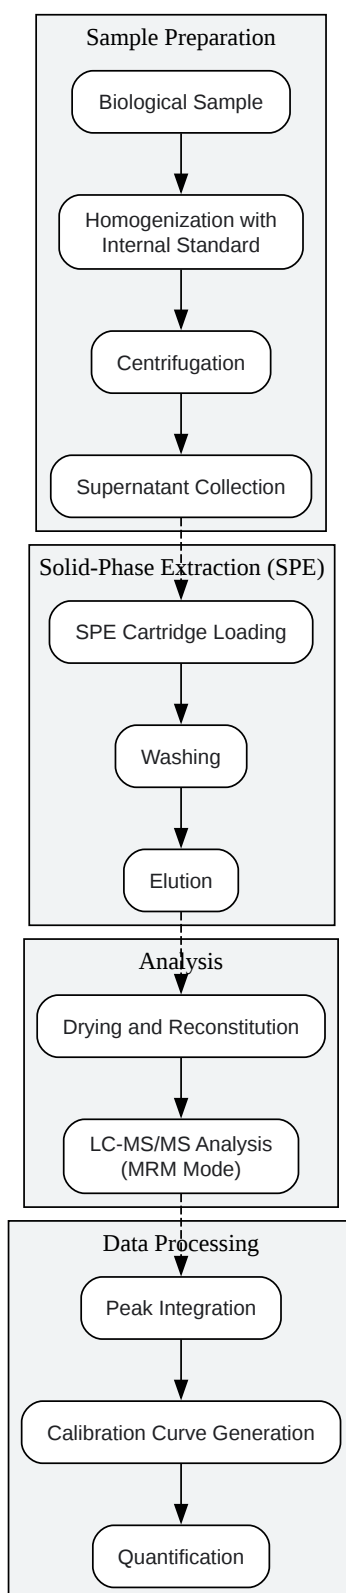 Sample Preparation
Biological Sample
Homogenization with
Internal Standard
Centrifugation
Supernatant Collection
Solid-Phase Extraction (SPE)
SPE Cartridge Loading
Washing
Elution
Analysis
Drying and Reconstitution
LC-MS/MS Analysis
(MRM Mode)
Data Processing
Peak Integration
Calibration Curve Generation
Quantification